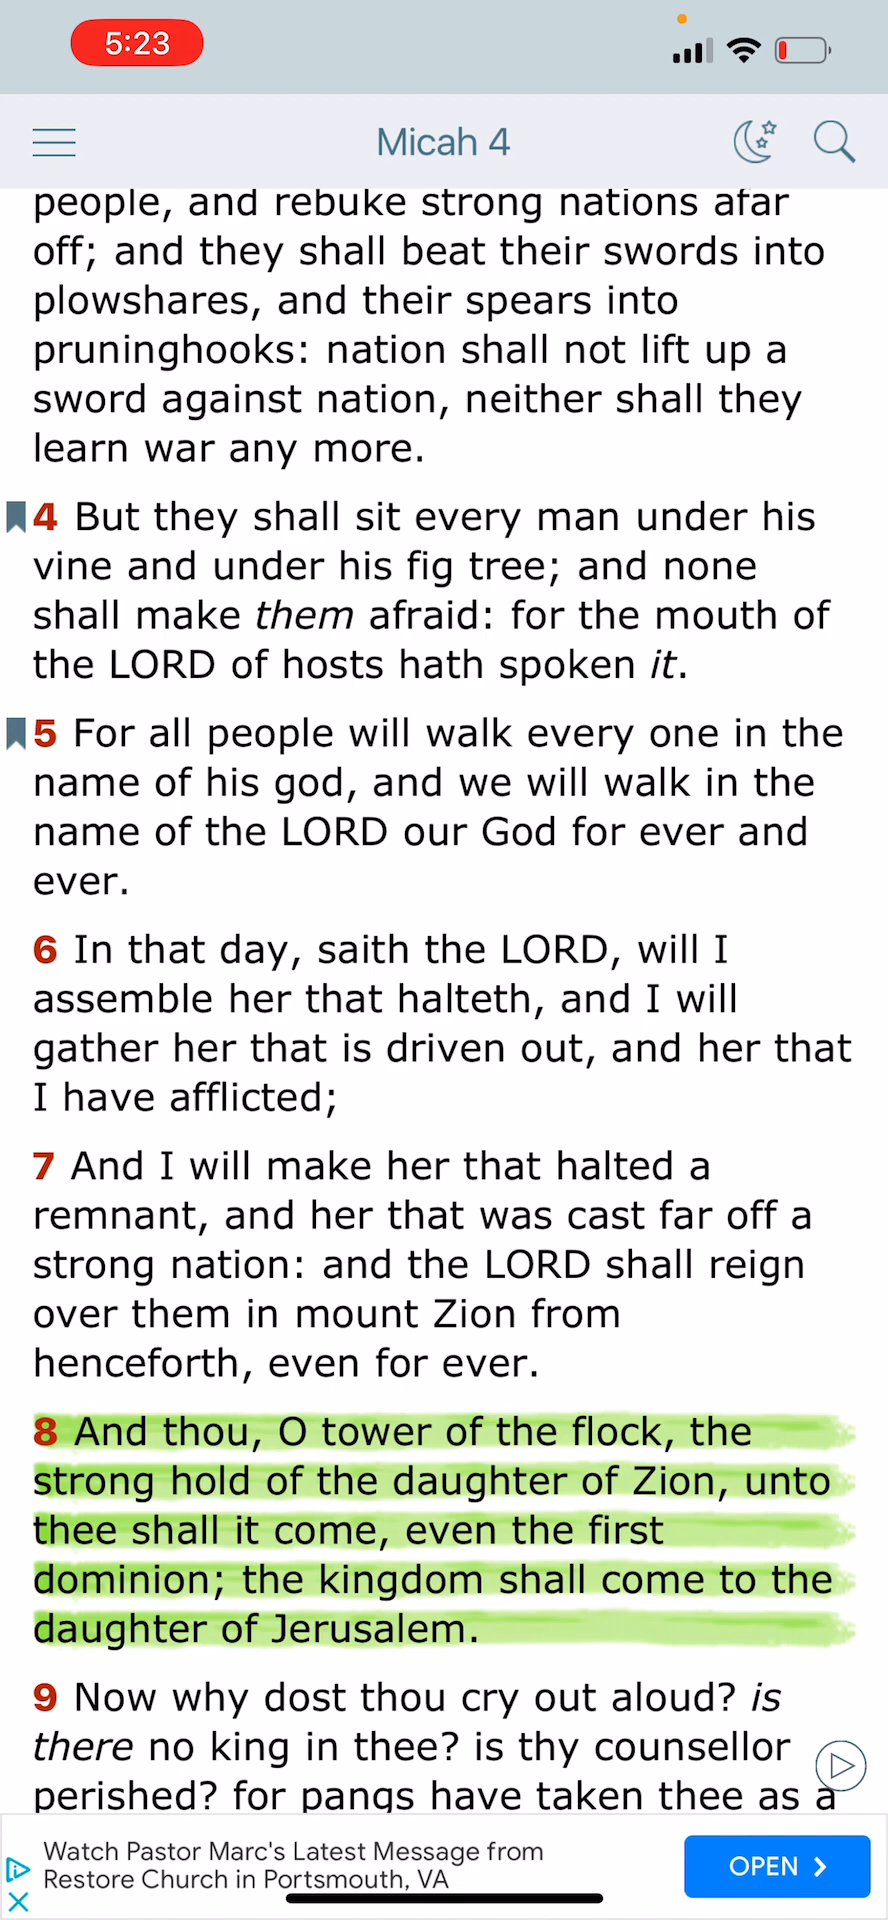 5:23
Micah 4
people, and rebuke strong nations afar
off; and they shall beat their swords into
plowshares, and their spears into
pruninghooks: nation shall not lift up a
sword against nation, neither shall they
learn war any more.
4 But they shall sit every man under his
vine and under his fig tree; and none
shall make them afraid: for the mouth of
the LORD of hosts hath spoken it.
5 For all people will walk every one in the
name of his god, and we will walk in the
name of the LORD our God for ever and
ever.
6 In that day, saith the LORD, will I
assemble her that halteth, and I will
gather her that is driven out, and her that
I have afflicted;
7 And I will make her that halted a
remnant, and her that was cast far off a
strong nation: and the LORD shall reign
over them in mount Zion from
henceforth, even for ever.
8 And thou, O tower of the flock, the
strong hold of the daughter of Zion, unto
thee shall it come, even the first
dominion; the kingdom shall come to the
daughter of Jerusalem.
9 Now why dost thou cry out aloud? is
there no king in thee? is thy counsellor
perished? for pangs have taken thee as a
Watch Pastor Marc's Latest Message from
Restore Church in Portsmouth, VA
OPEN